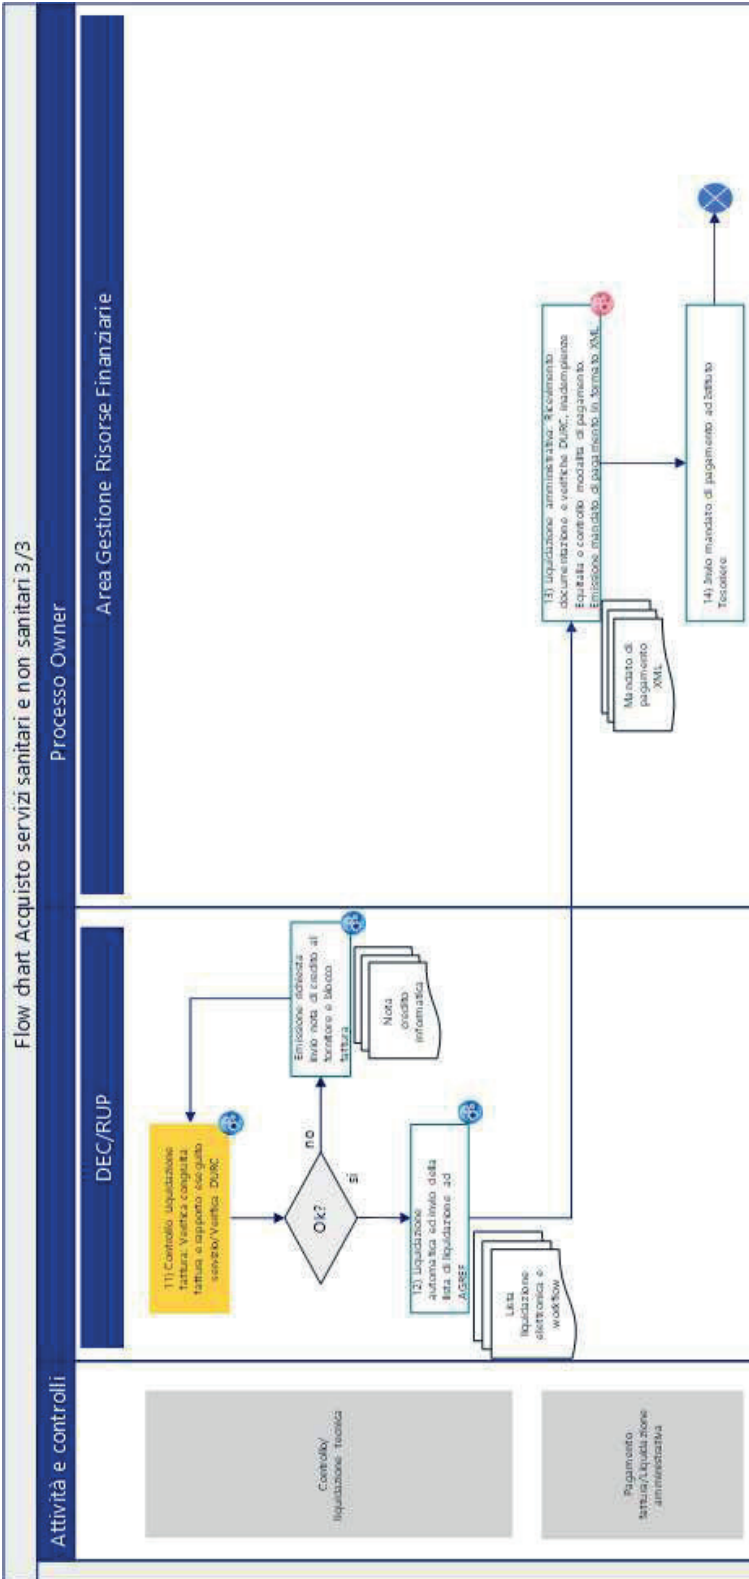 Flow chart Acquisto servizi sanitari e non sanitari 3/3
Attività e controlli
Processo Owner
DEC/RUP
Area Gestione Risorse Finanziarie
Controllo/
liquidazione tecnica
11) Controllo Liquidazione
fattura: Verifica congruità
fattura e rapporto eseguito
servizio/Verifica DURC
Ok?
no
si
Emissione richiesta
invio nota di credito al
fornitore e blocco
fattura
Nota
credito
informatica
12) Liquidazione
automatica ed invio della
lista di liquidazione ad
AGREF
Lista
liquidazione
elettronica e
workflow
Pagamento
fattura/Liquidazione
amministrativa
13) Liquidazione amministrativa: Ricevimento
documentazione e verifiche DURC, inadempienze
Equitalia e controllo modalità di pagamento.
Emissione mandato di pagamento in formato XML
Mandato di
pagamento
XML
14) Invio mandato di pagamento ad Istituto
Tesoriere